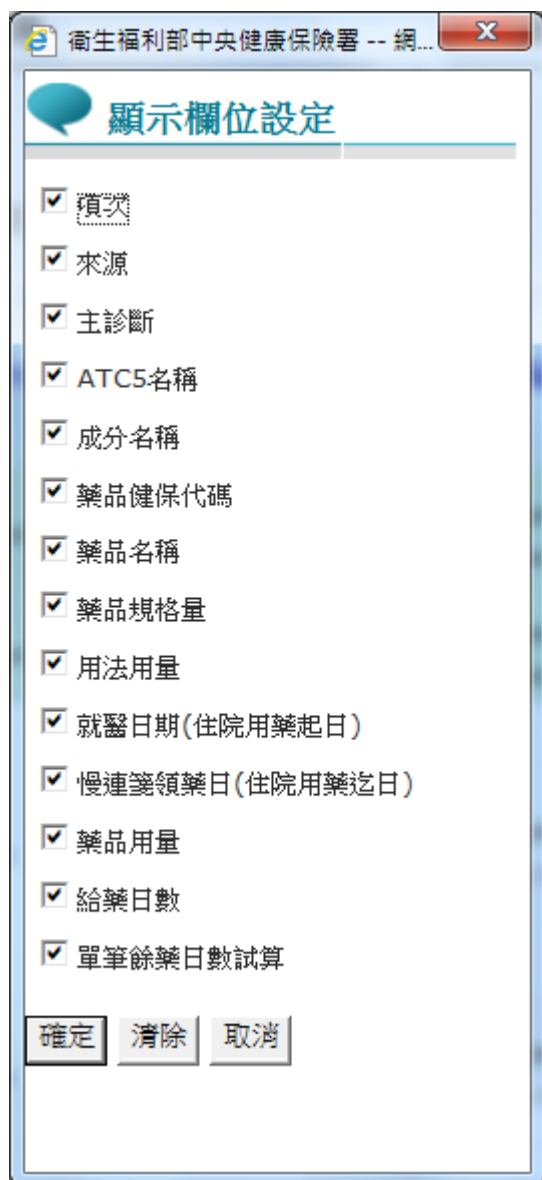 衛生福利部中央健康保險署 -- 網...
顯示欄位設定
項次
來源
主診斷
ATC5名稱
成分名稱
藥品健保代碼
藥品名稱
藥品規格量
用法用量
就醫日期(住院用藥起日)
慢連箋領藥日(住院用藥迄日)
藥品用量
給藥日數
單筆餘藥日數試算
確定 清除 取消